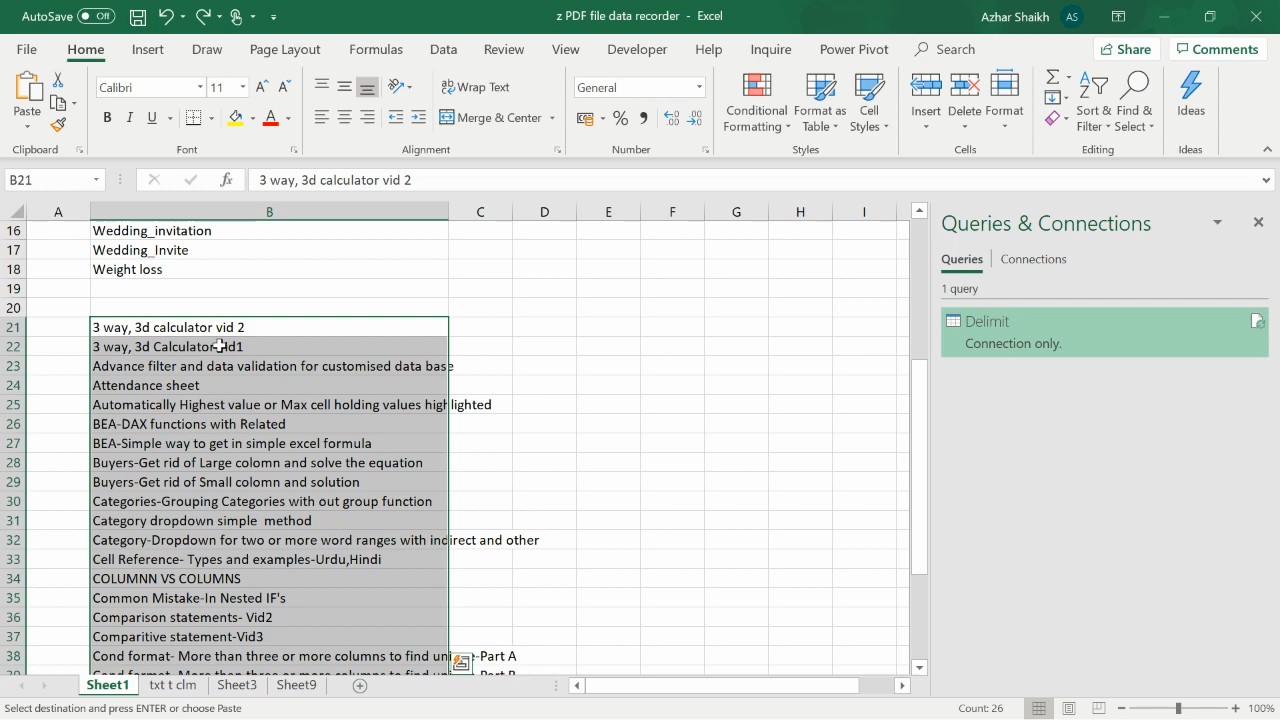 AutoSave Off
z PDF file data recorder - Excel
Azhar Shaikh AS
File Home Insert Draw Page Layout Formulas Data Review View Developer Help Inquire Power Pivot Search Share Comments
Paste
Clipboard
Calibri 11
B I U A
Font
Wrap Text
Merge & Center
Alignment
General
%
Number
Conditional Formatting
Format as Table
Cell Styles
Styles
Insert Delete Format
Cells
Sort & Filter
Find & Select
Editing
Ideas
Ideas
B21 fx 3 way, 3d calculator vid 2
A B C D E F G H I
16 Wedding_invitation
17 Wedding_Invite
18 Weight loss
19
20
21 3 way, 3d calculator vid 2
22 3 way, 3d Calculator vid1
23 Advance filter and data validation for customised data base
24 Attendance sheet
25 Automatically Highest value or Max cell holding values highlighted
26 BEA-DAX functions with Related
27 BEA-Simple way to get in simple excel formula
28 Buyers-Get rid of Large colomn and solve the equation
29 Buyers-Get rid of Small colomn and solution
30 Categories-Grouping Categories with out group function
31 Category dropdown simple  method
32 Category-Dropdown for two or more word ranges with indirect and other
33 Cell Reference- Types and examples-Urdu,Hindi
34 COLUMNN VS COLUMNS
35 Common Mistake-In Nested IF's
36 Comparison statements- Vid2
37 Comparitive statement-Vid3
38 Cond format- More than three or more columns to find -Part A
Queries & Connections
Queries Connections
1 query
Delimit
Connection only.
Sheet1 txt t clm Sheet3 Sheet9
Select destination and press ENTER or choose Paste
Count: 26
100%